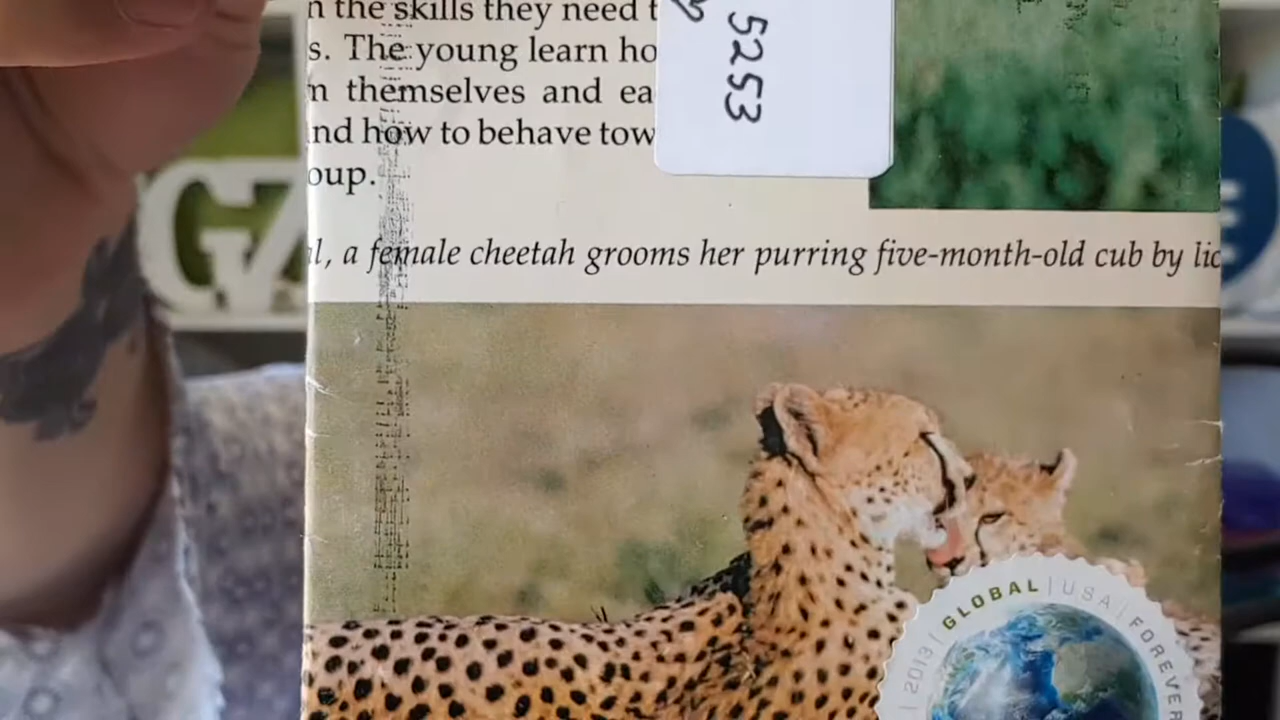 n the skills they need t
s. The young learn ho
n themselves and ea
nd how to behave tow
oup.
5253
l, a female cheetah grooms her purring five-month-old cub by lic
2013 | GLOBAL | USA | FOREVER